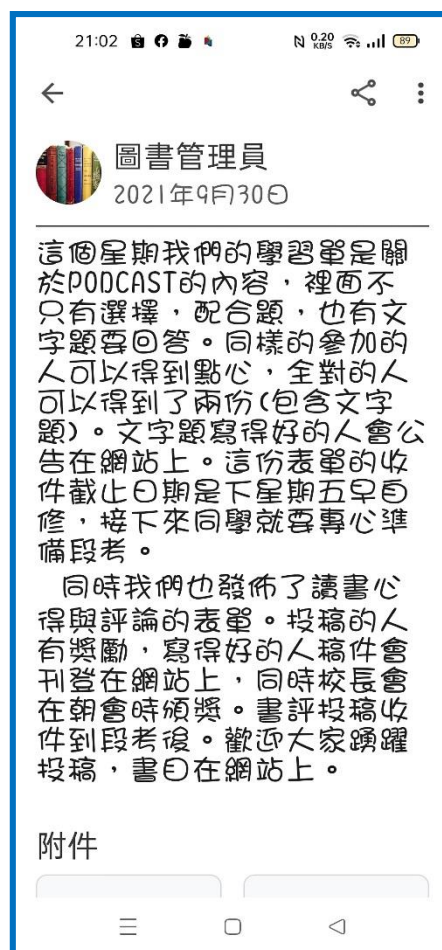 21:02
0.20
KB/S
89
圖書管理員
2021年9月30日
這個星期我們的學習單是關
於PODCAST的內容，裡面不
只有選擇，配合題，也有文
字題要回答。同樣的參加的
人可以得到點心，全對的人
可以得到了兩份(包含文字
題)。文字題寫得好的人會公
告在網站上。這份表單的收
件截止日期是下星期五早自
修，接下來同學就要專心準
備段考。
同時我們也發佈了讀書心
得與評論的表單。投稿的人
有獎勵，寫得好的人稿件會
刊登在網站上，同時校長會
在朝會時頒獎。書評投稿收
件到段考後。歡迎大家踴躍
投稿，書目在網站上。
附件